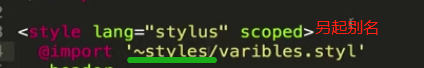 <style lang="stylus" scoped>另起别名
@import '~styles/varibles.styl'